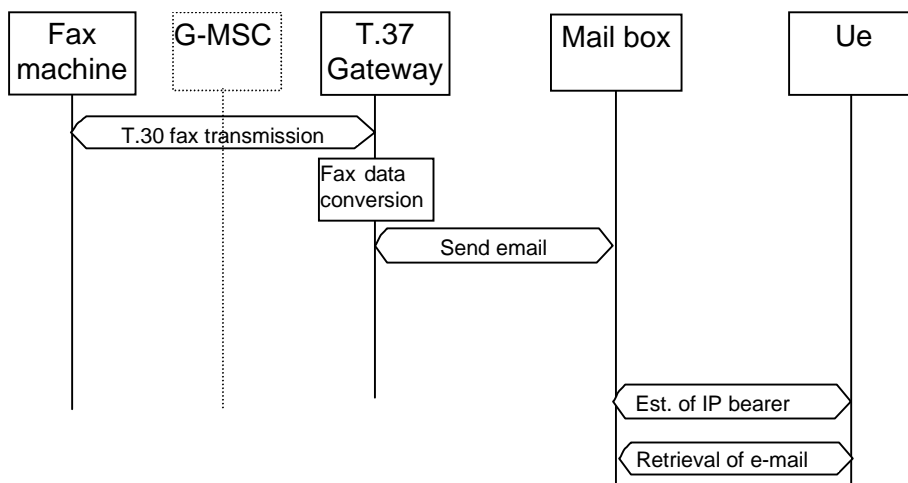 Fax
machine
G-MSC
T.37
Gateway
Mail box
Ue
T.30 fax transmission
Fax data
conversion
Send email
Est. of IP bearer
Retrieval of e-mail